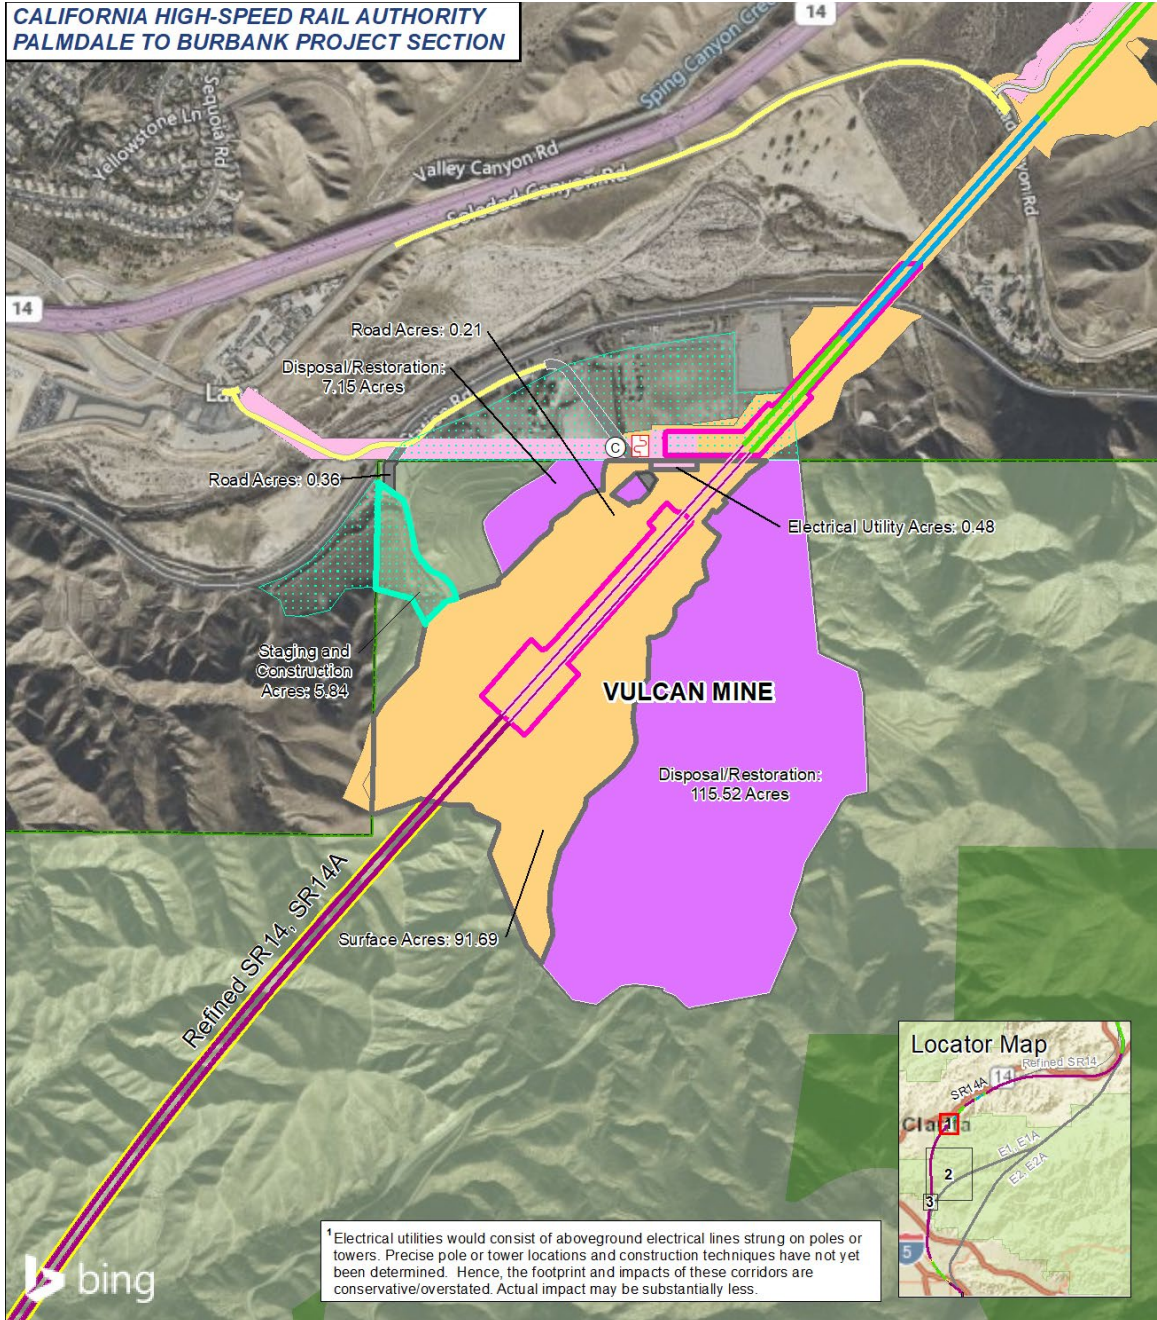 CALIFORNIA HIGH-SPEED RAIL AUTHORITY
PALMDALE TO BURBANK PROJECT SECTION
14
Sping Canyon
Sequoia Rd
Yellowstone Ln
Valley Canyon Rd
Soledad Canyon Rd
14
Road Acres: 0.21
Disposal/Restoration:
7.15 Acres
C
Road Acres: 0.36
Electrical Utility Acres: 0.48
Staging and
Construction
Acres: 5.84
VULCAN MINE
Disposal/Restoration:
115.52 Acres
Refined SR14, SR14A
Surface Acres: 91.69
Locator Map
Refined SR14
14
SR14A
1
E1, E1A
2
E2, E2A
3
5
1 Electrical utilities would consist of aboveground electrical lines strung on poles or
towers. Precise pole or tower locations and construction techniques have not yet
been determined. Hence, the footprint and impacts of these corridors are
conservative/overstated. Actual impact may be substantially less.
bing